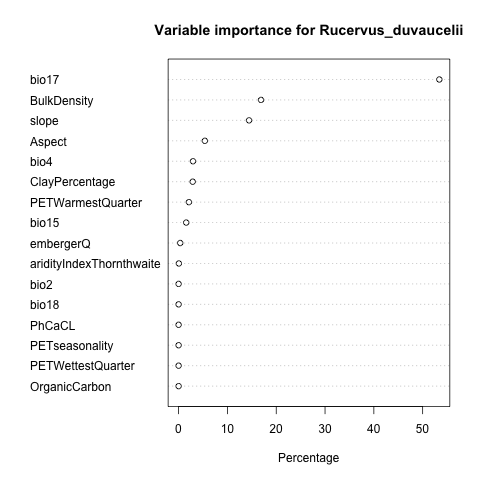 Variable importance for Rucervus_duvaucelii
bio17
BulkDensity
slope
Aspect
bio4
ClayPercentage
PETWarmestQuarter
bio15
embergerQ
aridityIndexThornthwaite
bio2
bio18
PhCaCL
PETseasonality
PETWettestQuarter
OrganicCarbon
0 10 20 30 40 50
Percentage